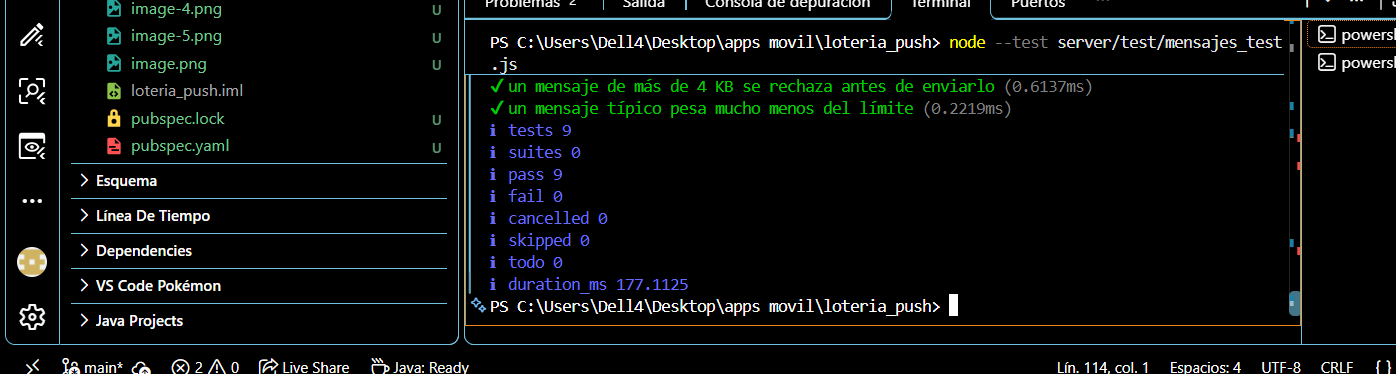 image-4.png U
image-5.png U
image.png U
loteria_push.iml
pubspec.lock U
pubspec.yaml U
Esquema
Línea De Tiempo
Dependencies
VS Code Pokémon
Java Projects
Problemas 2 Salida Consola de depuración Terminal Puertos
PS C:\Users\Dell4\Desktop\apps movil\loteria_push> node --test server/test/mensajes_test
.js
✔ un mensaje de más de 4 KB se rechaza antes de enviarlo (0.6137ms)
✔ un mensaje típico pesa mucho menos del límite (0.2219ms)
ℹ tests 9
ℹ suites 0
ℹ pass 9
ℹ fail 0
ℹ cancelled 0
ℹ skipped 0
ℹ todo 0
ℹ duration_ms 177.1125
PS C:\Users\Dell4\Desktop\apps movil\loteria_push>
powersh
powersh
main* 2 0 Live Share Java: Ready Lín. 114, col. 1 Espacios: 4 UTF-8 CRLF { }